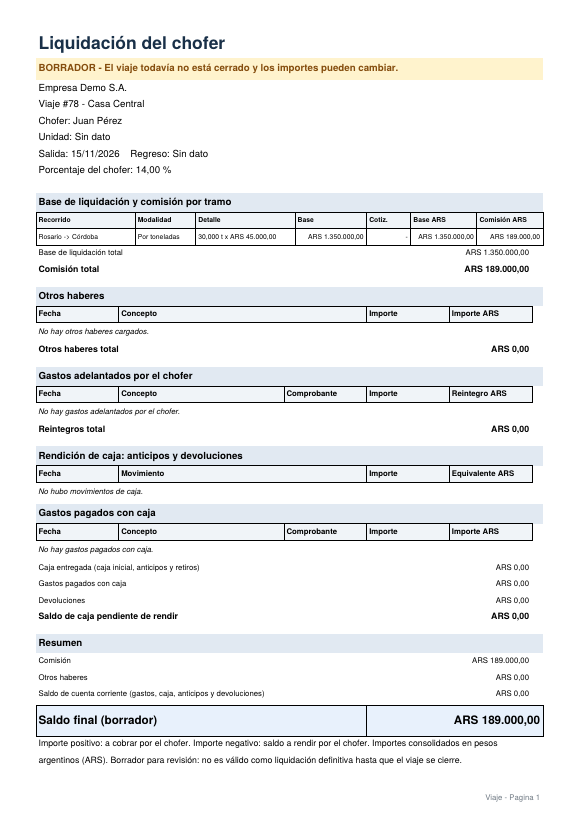 Liquidación del chofer
BORRADOR - El viaje todavía no está cerrado y los importes pueden cambiar.
Empresa Demo S.A.
Viaje #78 - Casa Central
Chofer: Juan Pérez
Unidad: Sin dato
Salida: 15/11/2026 Regreso: Sin dato
Porcentaje del chofer: 14,00 %
Base de liquidación y comisión por tramo
Recorrido Modalidad Detalle Base Cotiz. Base ARS Comisión ARS
Rosario -> Córdoba Por toneladas 30,000 t x ARS 45.000,00 ARS 1.350.000,00 - ARS 1.350.000,00 ARS 189.000,00
Base de liquidación total ARS 1.350.000,00
Comisión total ARS 189.000,00
Otros haberes
Fecha Concepto Importe Importe ARS
No hay otros haberes cargados.
Otros haberes total ARS 0,00
Gastos adelantados por el chofer
Fecha Concepto Comprobante Importe Reintegro ARS
No hay gastos adelantados por el chofer.
Reintegros total ARS 0,00
Rendición de caja: anticipos y devoluciones
Fecha Movimiento Importe Equivalente ARS
No hubo movimientos de caja.
Gastos pagados con caja
Fecha Concepto Comprobante Importe Importe ARS
No hay gastos pagados con caja.
Caja entregada (caja inicial, anticipos y retiros) ARS 0,00
Gastos pagados con caja ARS 0,00
Devoluciones ARS 0,00
Saldo de caja pendiente de rendir ARS 0,00
Resumen
Comisión ARS 189.000,00
Otros haberes ARS 0,00
Saldo de cuenta corriente (gastos, caja, anticipos y devoluciones) ARS 0,00
Saldo final (borrador) ARS 189.000,00
Importe positivo: a cobrar por el chofer. Importe negativo: saldo a rendir por el chofer. Importes consolidados en pesos
argentinos (ARS). Borrador para revisión: no es válido como liquidación definitiva hasta que el viaje se cierre.
Viaje - Pagina 1